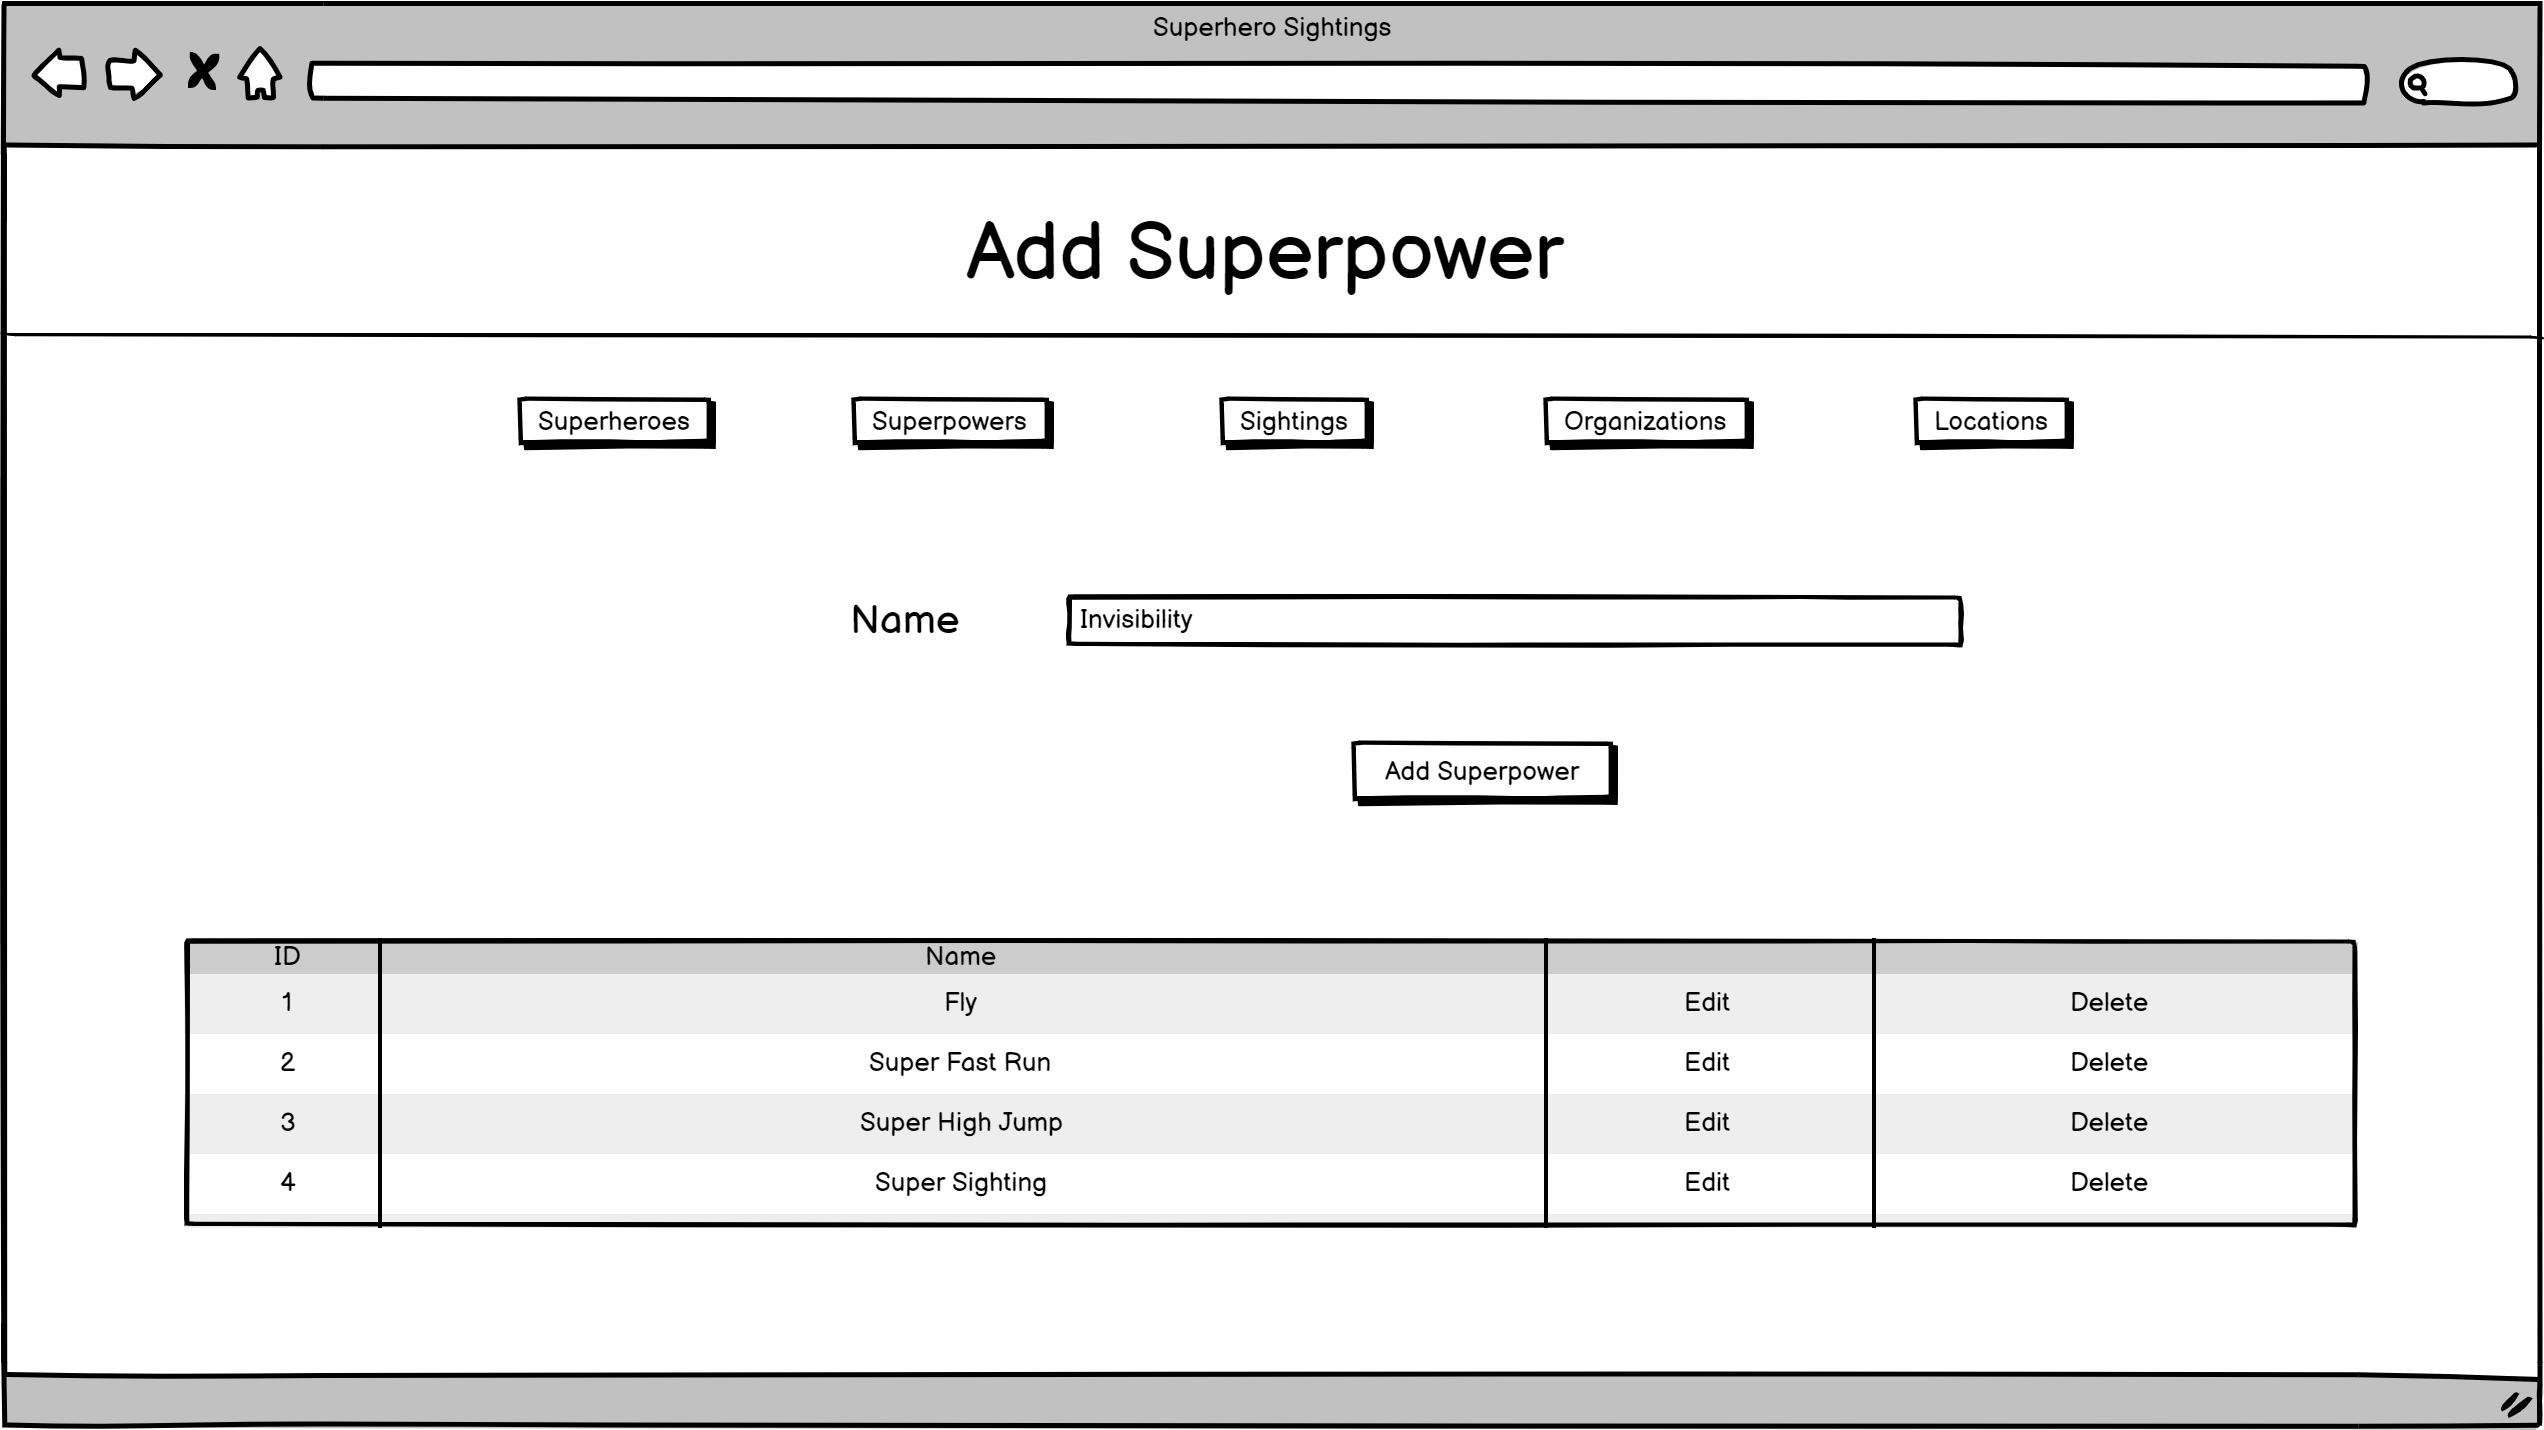 Superhero Sightings
Add Superpower
Superheroes Superpowers Sightings Organizations Locations
Name Invisibility
Add Superpower
ID Name
1 Fly Edit Delete
2 Super Fast Run Edit Delete
3 Super High Jump Edit Delete
4 Super Sighting Edit Delete